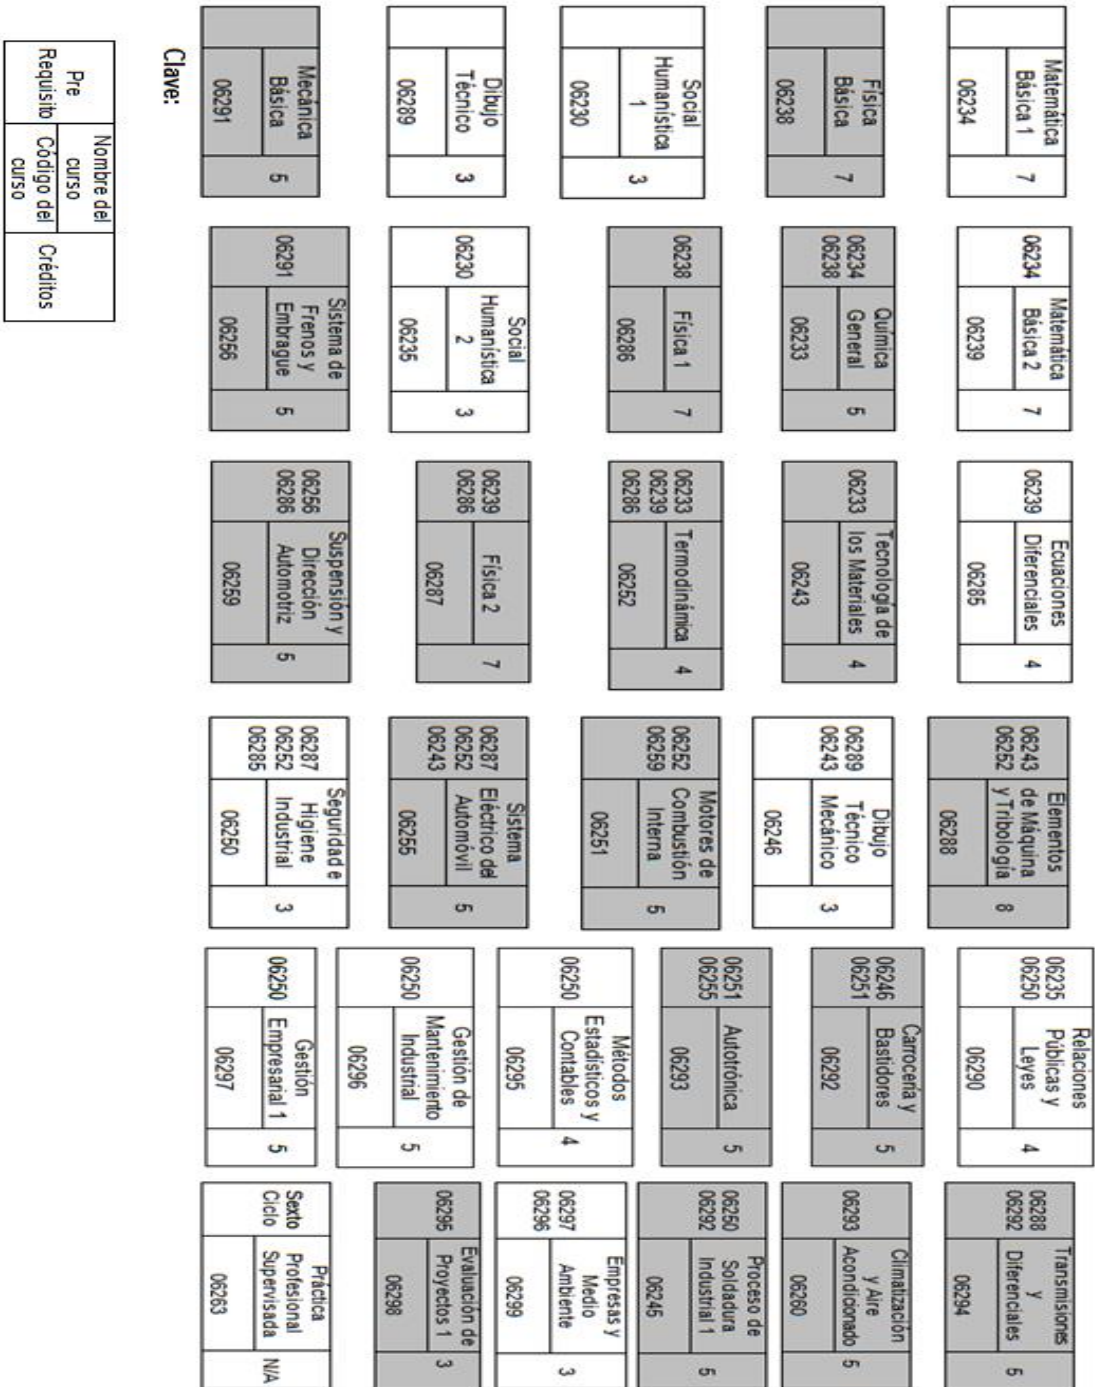 Matemática
Básica 1
06234
7
Física
Básica
06238
7
Social
Humanística
1
06230
3
Dibujo
Técnico
06289
3
Mecánica
Básica
06291
5
06234
Matemática
Básica 2
06239
7
06234
06238
Química
General
06233
5
06238
Física 1
06286
7
06230
Social
Humanística
2
06235
3
06291
Sistema de
Frenos y
Embrague
06256
5
06239
Ecuaciones
Diferenciales
06285
4
06233
Tecnología de
los Materiales
06243
4
06233
06239
06286
Termodinámica
06252
4
06239
06286
Física 2
06287
7
06256
06286
Suspensión y
Dirección
Automotriz
06259
5
06243
06252
Elementos
de Máquina
y Tribología
06288
8
06289
06243
Dibujo
Técnico
Mecánico
06246
3
06252
06259
Motores de
Combustión
Interna
06251
5
06287
06252
06243
Sistema
Eléctrico del
Automóvil
06255
5
06287
06252
06285
Seguridad e
Higiene
Industrial
06250
3
06235
06250
Relaciones
Públicas y
Leyes
06290
4
06246
06251
Carrocería y
Bastidores
06292
5
06251
06255
Autotrónica
06293
5
06250
Métodos
Estadísticos y
Contables
06295
4
06250
Gestión de
Mantenimiento
Industrial
06296
5
06250
Gestión
Empresarial 1
06297
5
06288
06292
Transmisiones
y
Diferenciales
06294
5
06293
Climatización
y Aire
Acondicionado
06260
5
06250
06292
Proceso de
Soldadura
Industrial 1
06245
5
06297
06296
Empresas y
Medio
Ambiente
06299
3
06295
Evaluación de
Proyectos 1
06298
3
Sexto
Ciclo
Práctica
Profesional
Supervisada
06263
N/A
Clave:
Pre
Requisito
Nombre del
curso
Código del
curso
Créditos